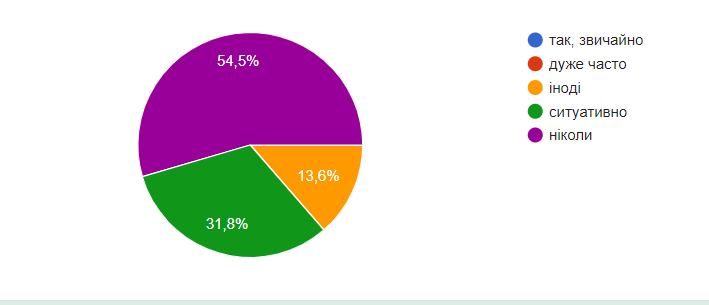 54,5%
31,8%
13,6%
так, звичайно
дуже часто
іноді
ситуативно
ніколи